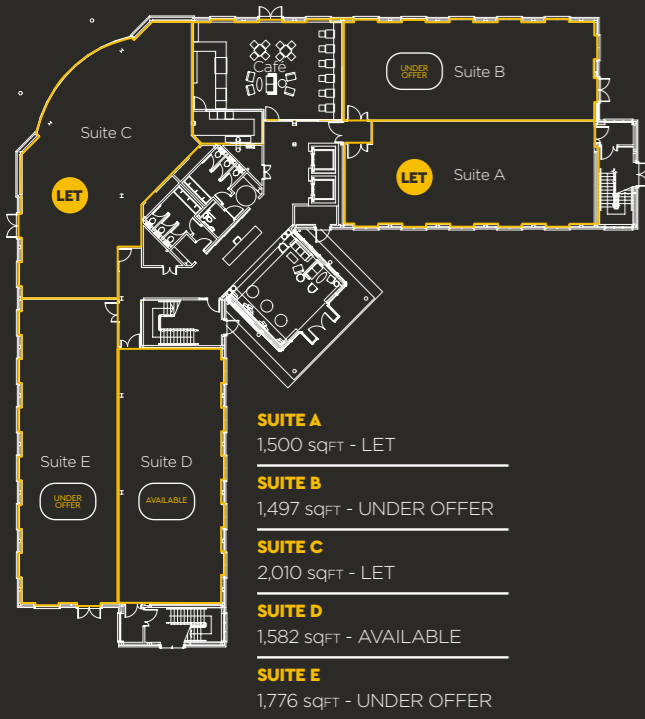 Cafe
UNDER
OFFER
Suite B
Suite C
LET
Suite A
LET
Suite E
Suite D
UNDER
OFFER
AVAILABLE
SUITE A
1,500 sqFT - LET
SUITE B
1,497 sqFT - UNDER OFFER
SUITE C
2,010 sqFT - LET
SUITE D
1,582 sqFT - AVAILABLE
SUITE E
1,776 sqFT - UNDER OFFER